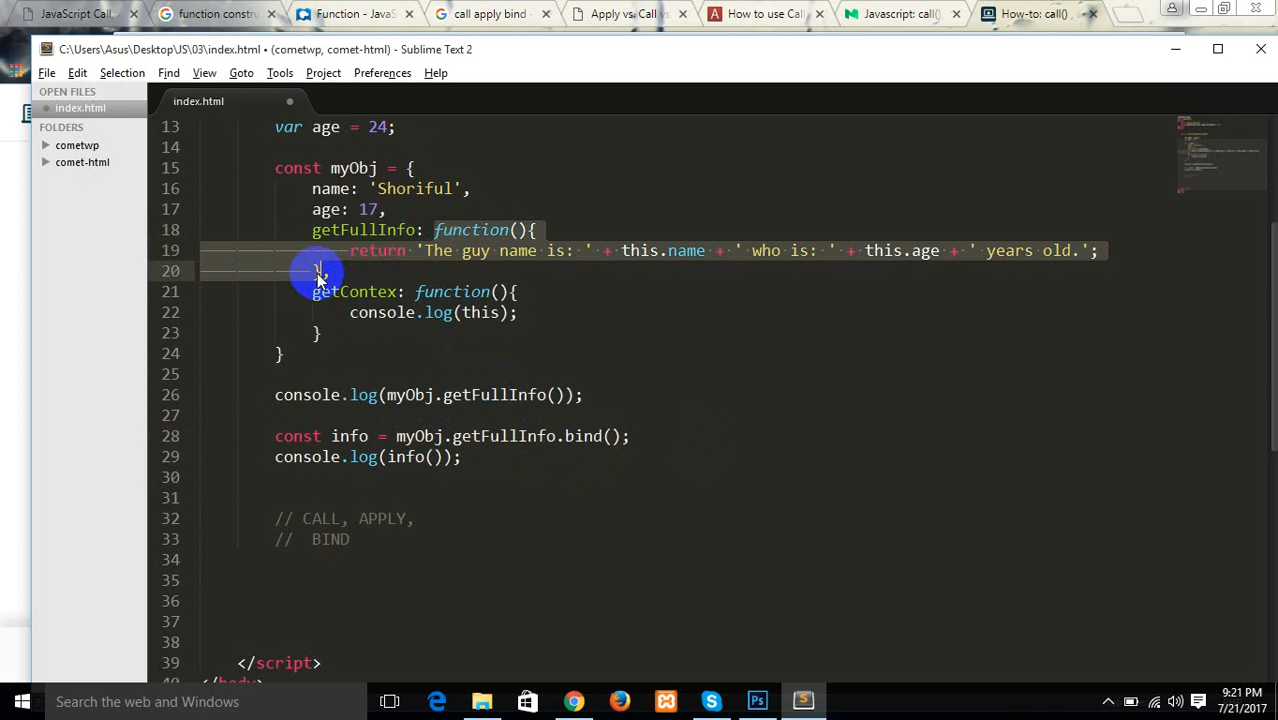 JavaScript Call,
function constru
Function - JavaS
call apply bind -
Apply vs. Call vs
How to use Call
Javascript: call(),
How-to: call() , a
C:\Users\Asus\Desktop\JS\03\index.html • (cometwp, comet-html) - Sublime Text 2
File Edit Selection Find View Goto Tools Project Preferences Help
OPEN FILES
index.html
FOLDERS
cometwp
comet-html
index.html
13 var age = 24;
14
15 const myObj = {
16 name: 'Shoriful',
17 age: 17,
18 getFullInfo: function(){
19 return 'The guy name is: ' + this.name + ' who is: ' + this.age + ' years old.';
20 },
21 getContex: function(){
22 console.log(this);
23 }
24 }
25
26 console.log(myObj.getFullInfo());
27
28 const info = myObj.getFullInfo.bind();
29 console.log(info());
30
31
32 // CALL, APPLY,
33 // BIND
34
35
36
37
38
39 </script>
40 </body>
Search the web and Windows
9:21 PM
7/21/2017